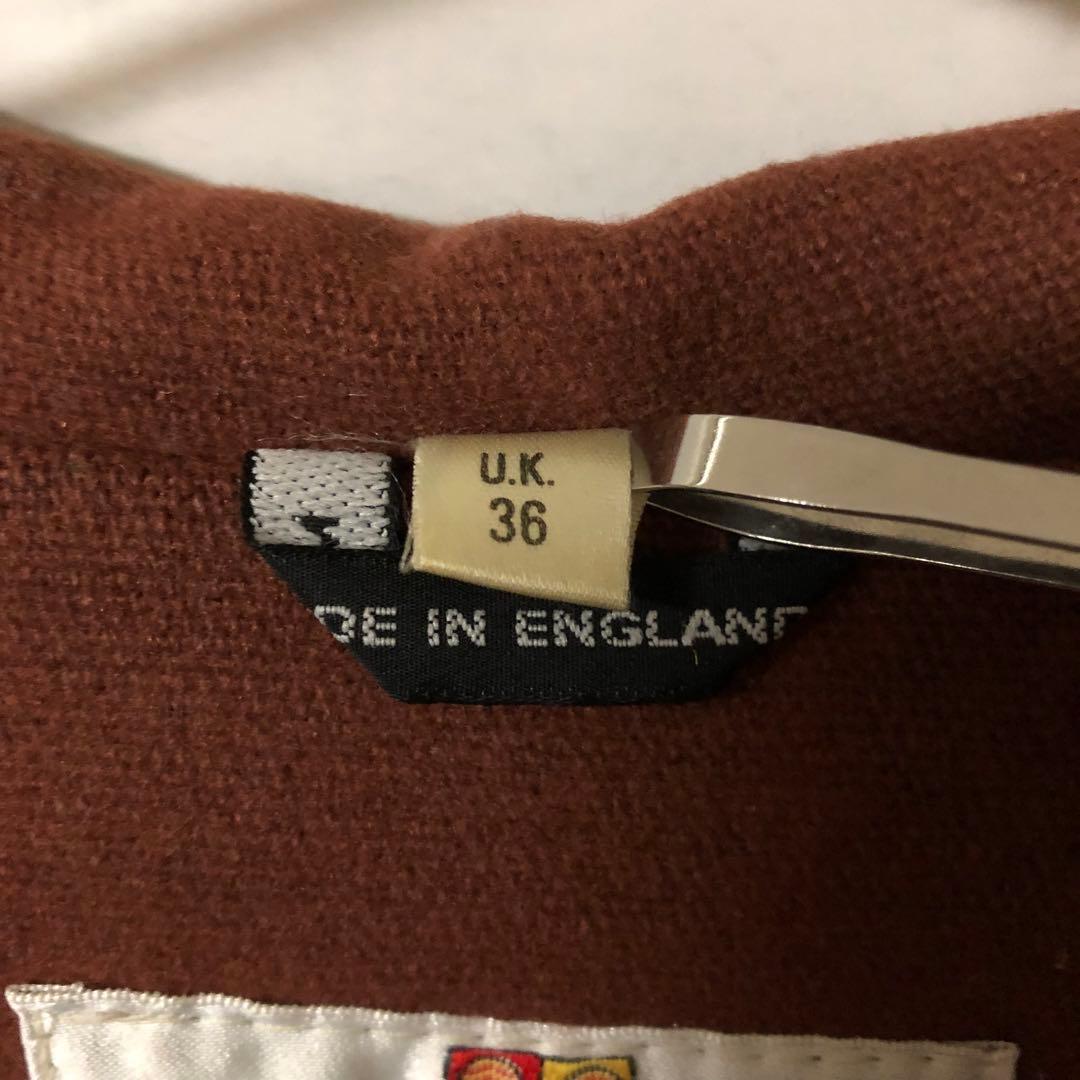 U.K.
36
DE IN ENGLAND